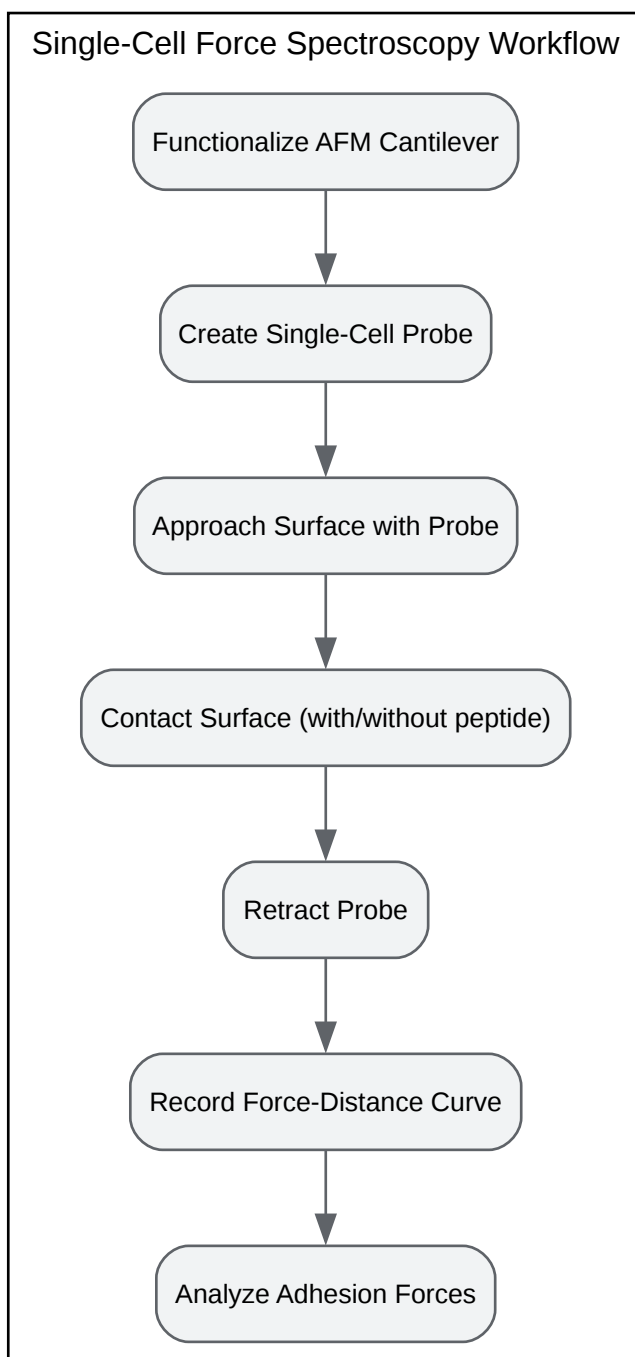 Single-Cell Force Spectroscopy Workflow
Functionalize AFM Cantilever
Create Single-Cell Probe
Approach Surface with Probe
Contact Surface (with/without peptide)
Retract Probe
Record Force-Distance Curve
Analyze Adhesion Forces